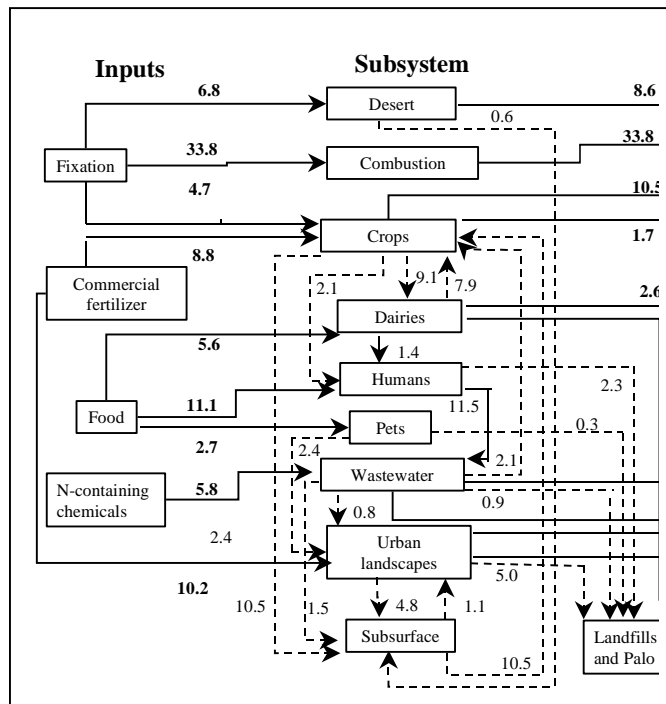 Inputs
Subsystem
6.8
Desert
8.6
0.6
33.8
Fixation
Combustion
33.8
4.7
10.5
Crops
8.8
1.7
Commercial
fertilizer
2.1
9.1
7.9
2.6
Dairies
5.6
1.4
Humans
2.3
11.1
11.5
Food
Pets
0.3
2.7
2.4
2.1
Wastewater
N-containing
chemicals
5.8
0.9
0.8
2.4
Urban
landscapes
10.2
5.0
10.5
1.5
4.8
1.1
Subsurface
Landfills
and Palo
10.5